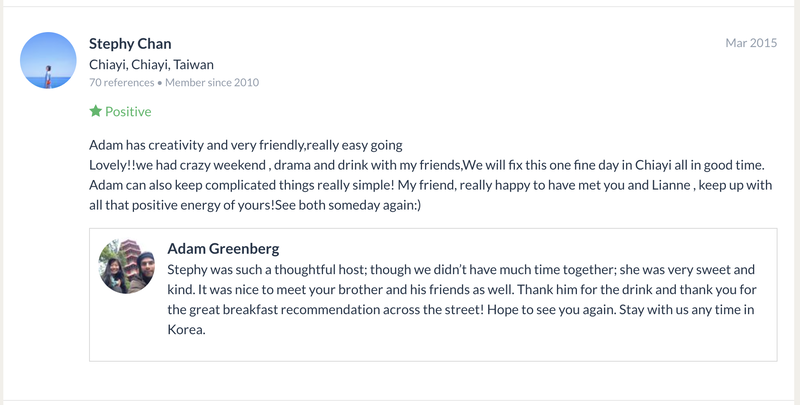 Stephy Chan
Mar 2015
Chiayi, Chiayi, Taiwan
70 references • Member since 2010
Positive
Adam has creativity and very friendly,really easy going
Lovely!!we had crazy weekend , drama and drink with my friends,We will fix this one fine day in Chiayi all in good time.
Adam can also keep complicated things really simple! My friend, really happy to have met you and Lianne , keep up with
all that positive energy of yours!See both someday again:)
Adam Greenberg
Stephy was such a thoughtful host; though we didn’t have much time together; she was very sweet and
kind. It was nice to meet your brother and his friends as well. Thank him for the drink and thank you for
the great breakfast recommendation across the street! Hope to see you again. Stay with us any time in
Korea.